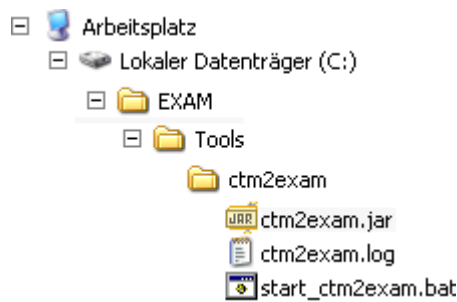 Arbeitsplatz
Lokaler Datenträger (C:)
EXAM
Tools
ctm2exam
JAR ctm2exam.jar
ctm2exam.log
start_ctm2exam.bat